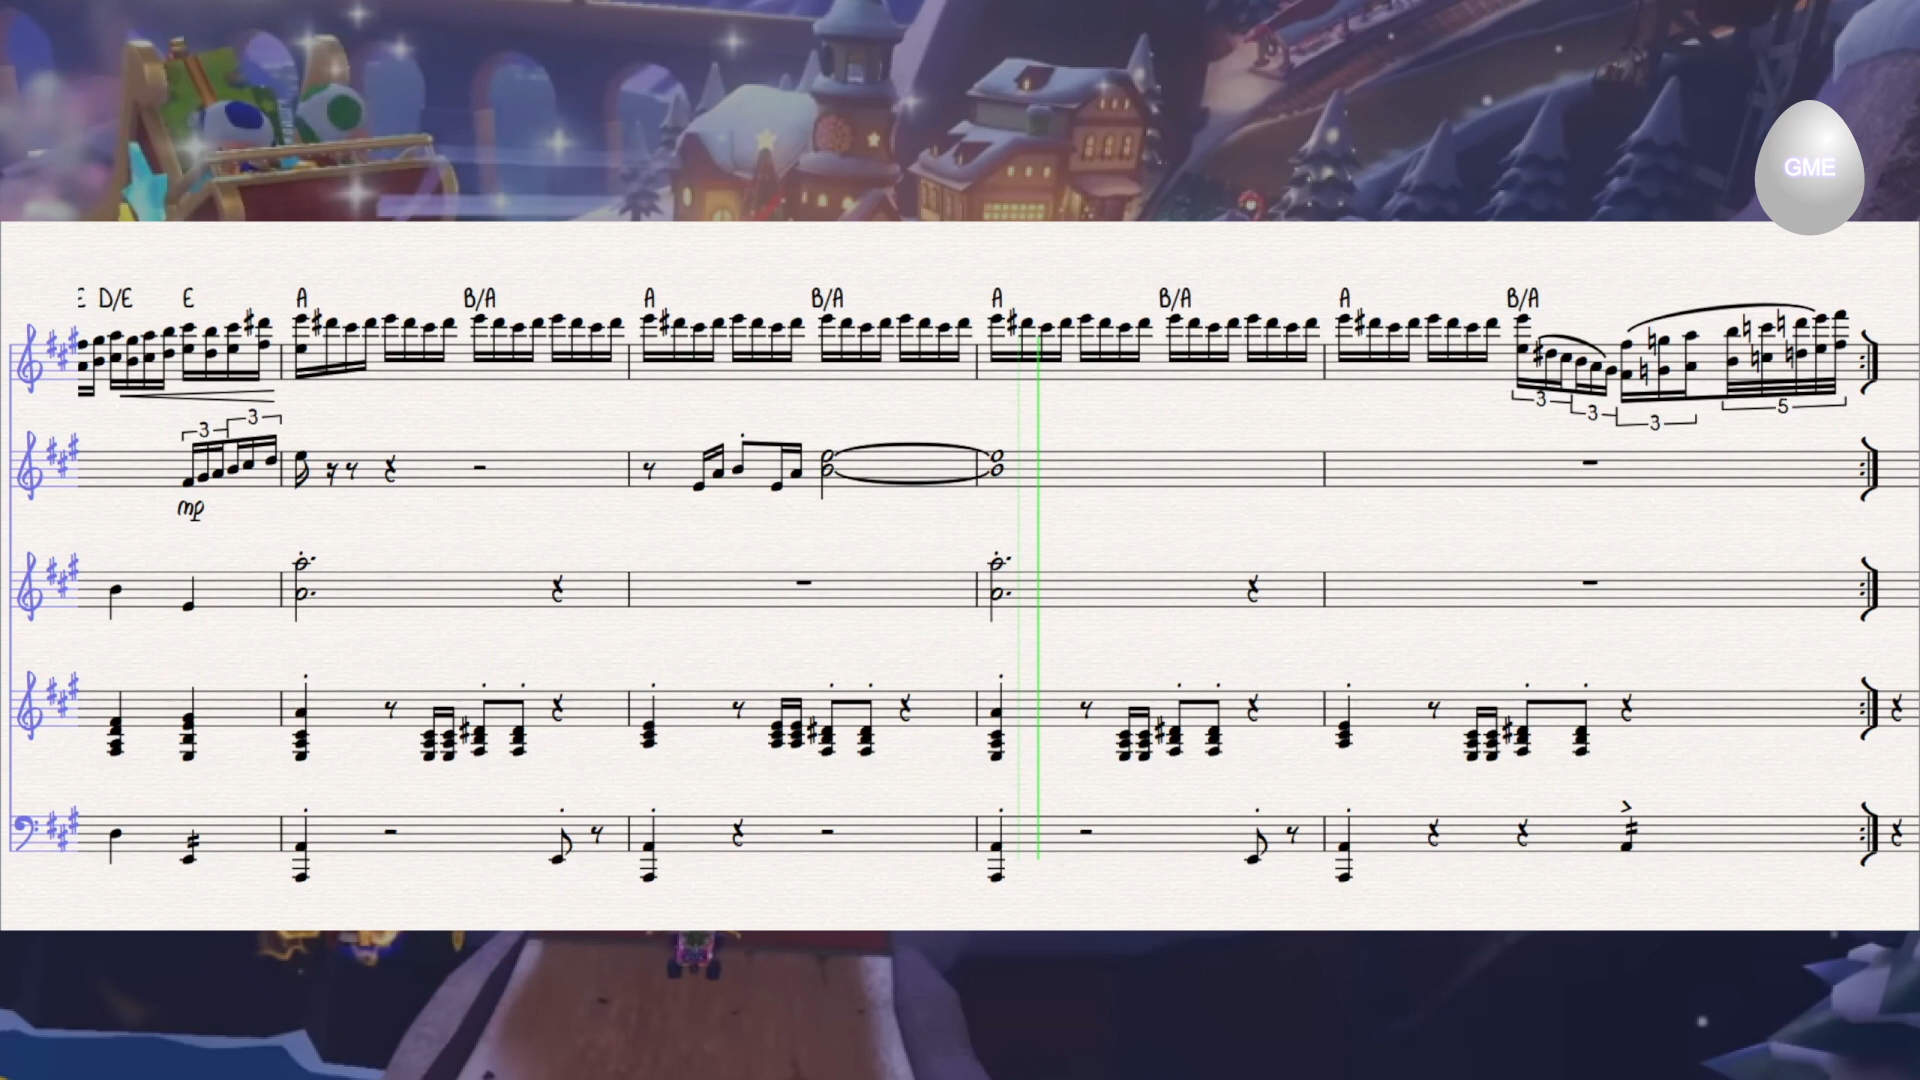 GME
E D/E E A B/A A B/A A B/A A B/A
3 3 3 5
3 3
mp